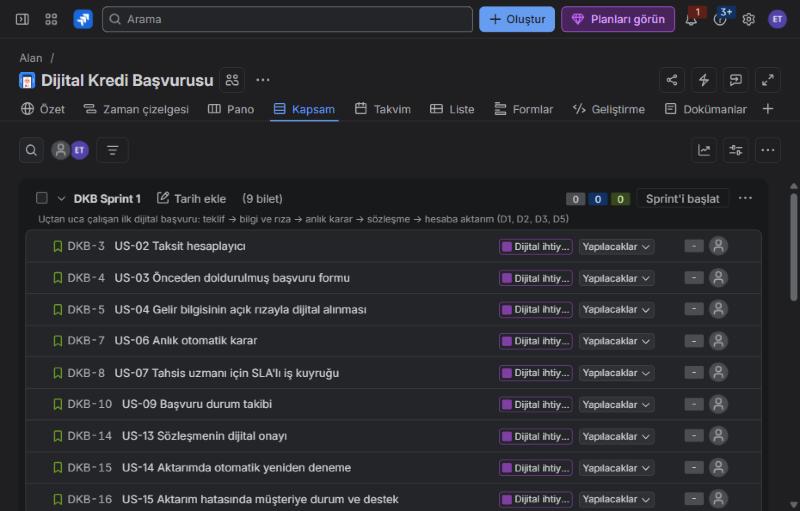 Arama
+ Oluştur
Planları görün
1
3+
ET
Alan /
Dijital Kredi Başvurusu
Özet
Zaman çizelgesi
Pano
Kapsam
Takvim
Liste
Formlar
Geliştirme
Dokümanlar
ET
DKB Sprint 1 Tarih ekle (9 bilet) 0 0 0 Sprint'i başlat
Uçtan uca çalışan ilk dijital başvuru: teklif → bilgi ve rıza → anlık karar → sözleşme → hesaba aktarım (D1, D2, D3, D5)
DKB-3 US-02 Taksit hesaplayıcı Dijital ihtiy... Yapılacaklar -
DKB-4 US-03 Önceden doldurulmuş başvuru formu Dijital ihtiy... Yapılacaklar -
DKB-5 US-04 Gelir bilgisinin açık rızayla dijital alınması Dijital ihtiy... Yapılacaklar -
DKB-7 US-06 Anlık otomatik karar Dijital ihtiy... Yapılacaklar -
DKB-8 US-07 Tahsis uzmanı için SLA'lı iş kuyruğu Dijital ihtiy... Yapılacaklar -
DKB-10 US-09 Başvuru durum takibi Dijital ihtiy... Yapılacaklar -
DKB-14 US-13 Sözleşmenin dijital onayı Dijital ihtiy... Yapılacaklar -
DKB-15 US-14 Aktarımda otomatik yeniden deneme Dijital ihtiy... Yapılacaklar -
DKB-16 US-15 Aktarım hatasında müşteriye durum ve destek Dijital ihtiy... Yapılacaklar -